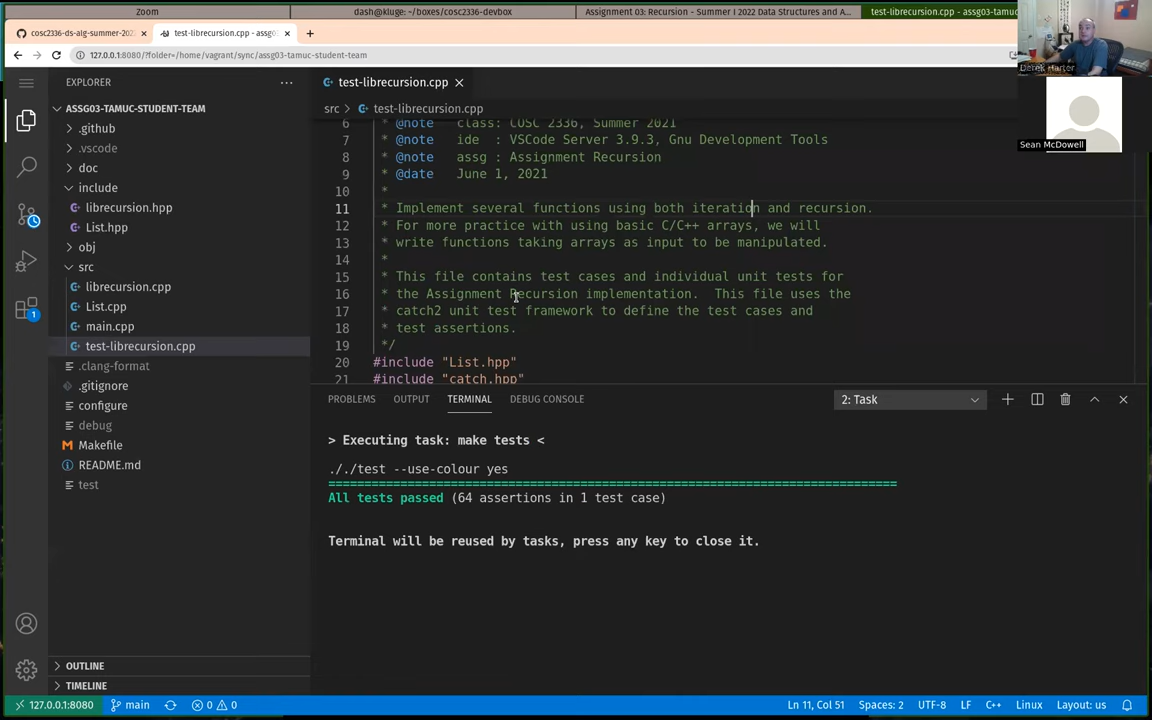 Zoom
dash@kluge: ~/boxes/cosc2336-devbox
Assignment 03: Recursion - Summer I 2022 Data Structures and A...
test-librecursion.cpp - assg03-tamuc
cosc2336-ds-alg-summer-202
test-librecursion.cpp - assg0
127.0.0.1:8080/?folder=/home/vagrant/sync/assg03-tamuc-student-team
Derek Harter
Sean McDowell
EXPLORER
ASSG03-TAMUC-STUDENT-TEAM
.github
.vscode
doc
include
librecursion.hpp
List.hpp
obj
src
librecursion.cpp
List.cpp
main.cpp
test-librecursion.cpp
.clang-format
.gitignore
configure
debug
Makefile
README.md
test
OUTLINE
TIMELINE
1
test-librecursion.cpp
src > test-librecursion.cpp
6 * @note class: COSC 2336, Summer 2021
7 * @note ide : VSCode Server 3.9.3, Gnu Development Tools
8 * @note assg : Assignment Recursion
9 * @date June 1, 2021
10 *
11 * Implement several functions using both iteration and recursion.
12 * For more practice with using basic C/C++ arrays, we will
13 * write functions taking arrays as input to be manipulated.
14 *
15 * This file contains test cases and individual unit tests for
16 * the Assignment Recursion implementation. This file uses the
17 * catch2 unit test framework to define the test cases and
18 * test assertions.
19 */
20 #include "List.hpp"
21 #include "catch.hpp"
PROBLEMS OUTPUT TERMINAL DEBUG CONSOLE
2: Task
> Executing task: make tests <
././test --use-colour yes
===============================================================================
All tests passed (64 assertions in 1 test case)
Terminal will be reused by tasks, press any key to close it.
127.0.0.1:8080 main 0 0 Ln 11, Col 51 Spaces: 2 UTF-8 LF C++ Linux Layout: us